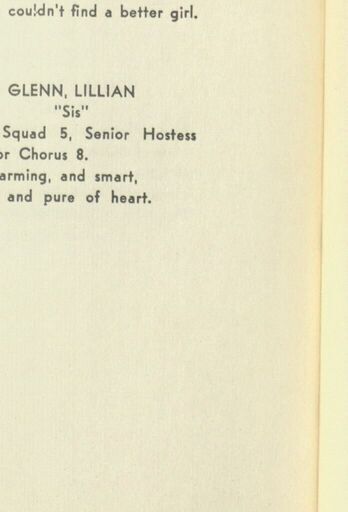 couldn't find a better girl.
GLENN, LILLIAN
"Sis"
Squad 5, Senior Hostess
Chorus 8.
and smart,
and pure of heart.